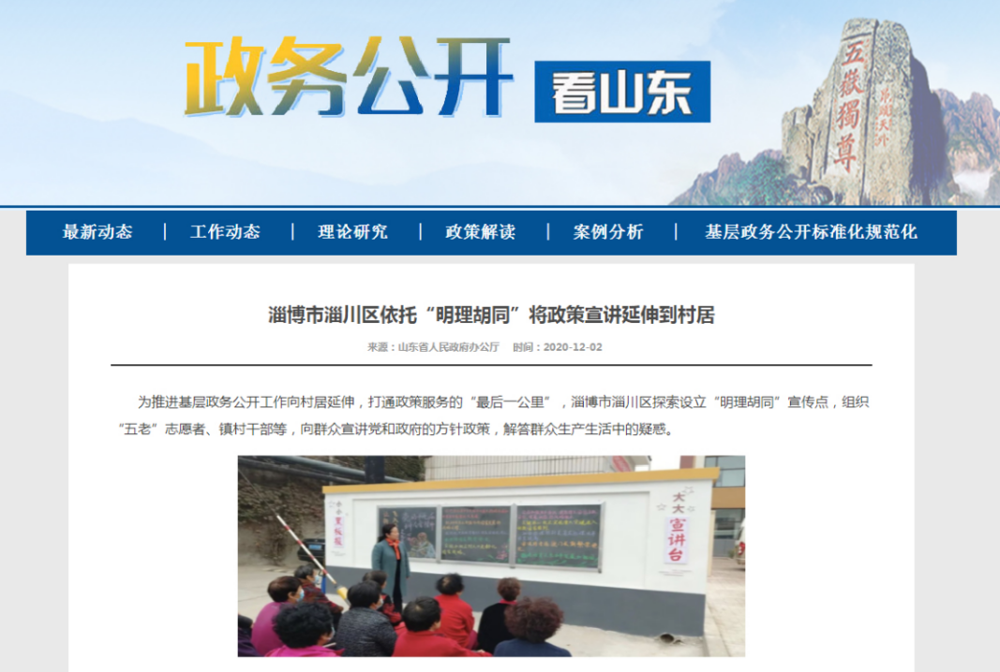 政务公开
看山东
五嶽獨尊
最新动态 | 工作动态 | 理论研究 | 政策解读 | 案例分析 | 基层政务公开标准化规范化
淄博市淄川区依托“明理胡同”将政策宣讲延伸到村居
来源：山东省人民政府办公厅 时间：2020-12-02
为推进基层政务公开工作向村居延伸，打通政策服务的“最后一公里”，淄博市淄川区探索设立“明理胡同”宣传点，组织
“五老”志愿者、镇村干部等，向群众宣讲党和政府的方针政策，解答群众生产生活中的疑惑。
小小黑板报
大大宣讲台